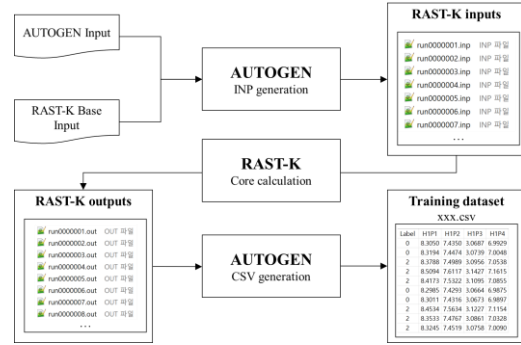 AUTOGEN Input
RAST-K Base
Input
AUTOGEN
INP generation
RAST-K inputs
run0000001.inp INP 파일
run0000002.inp INP 파일
run0000003.inp INP 파일
run0000004.inp INP 파일
run0000005.inp INP 파일
run0000006.inp INP 파일
run0000007.inp INP 파일
...
RAST-K
Core calculation
RAST-K outputs
run0000001.out OUT 파일
run0000002.out OUT 파일
run0000003.out OUT 파일
run0000004.out OUT 파일
run0000005.out OUT 파일
run0000006.out OUT 파일
run0000007.out OUT 파일
run0000008.out OUT 파일
...
AUTOGEN
CSV generation
Training dataset
xxx.csv
Label H1P1 H1P2 H1P3 H1P4
0 8.3050 7.4350 3.0687 6.9929
0 8.3194 7.4474 3.0739 7.0048
2 8.3788 7.4989 3.0956 7.0538
2 8.5094 7.6117 3.1427 7.1615
2 8.4173 7.5322 3.1095 7.0855
0 8.2985 7.4293 3.0664 6.9875
0 8.3011 7.4316 3.0673 6.9897
2 8.4534 7.5634 3.1227 7.1154
2 8.3533 7.4767 3.0861 7.0328
2 8.3245 7.4519 3.0758 7.0090